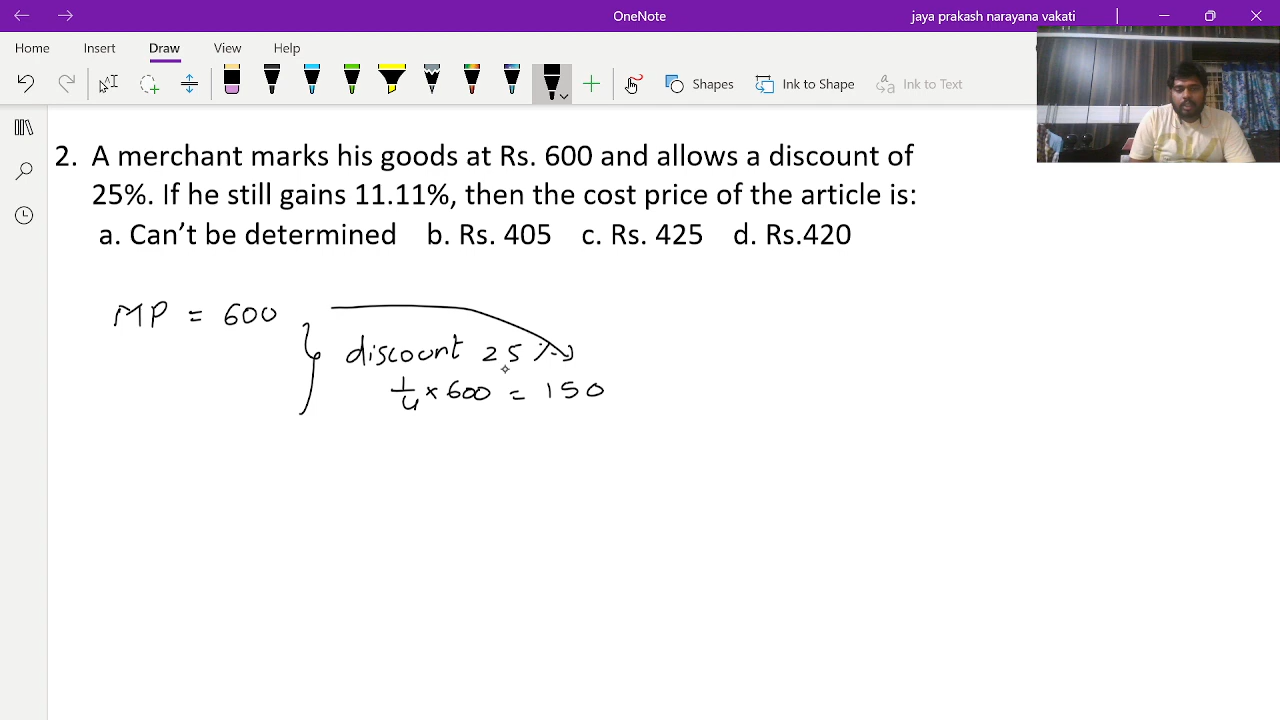 OneNote
jaya prakash narayana vakati
Home Insert Draw View Help
Shapes Ink to Shape Ink to Text
2. A merchant marks his goods at Rs. 600 and allows a discount of
25%. If he still gains 11.11%, then the cost price of the article is:
a. Can’t be determined b. Rs. 405 c. Rs. 425 d. Rs.420
MP = 600
discount 25 %
1/4 × 600 = 150